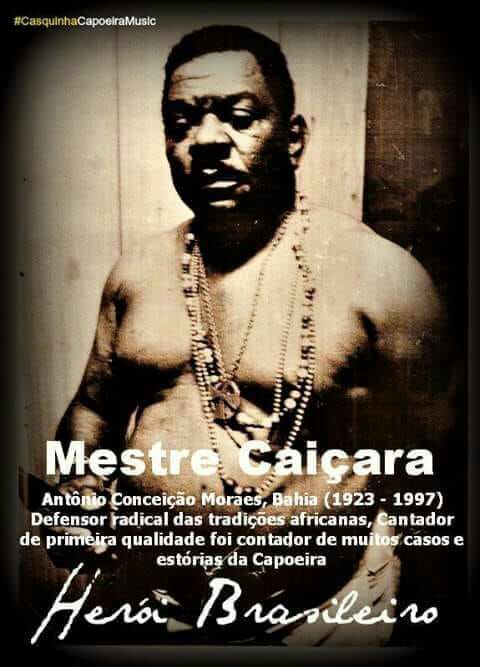 #CasquinhaCapoeiraMusic
Mestre Caiçara
Antônio Conceição Moraes, Bahia (1923 - 1997)
Defensor radical das tradições africanas, Cantador
de primeira qualidade foi contador de muitos casos e
estórias da Capoeira
Herói Brasileiro